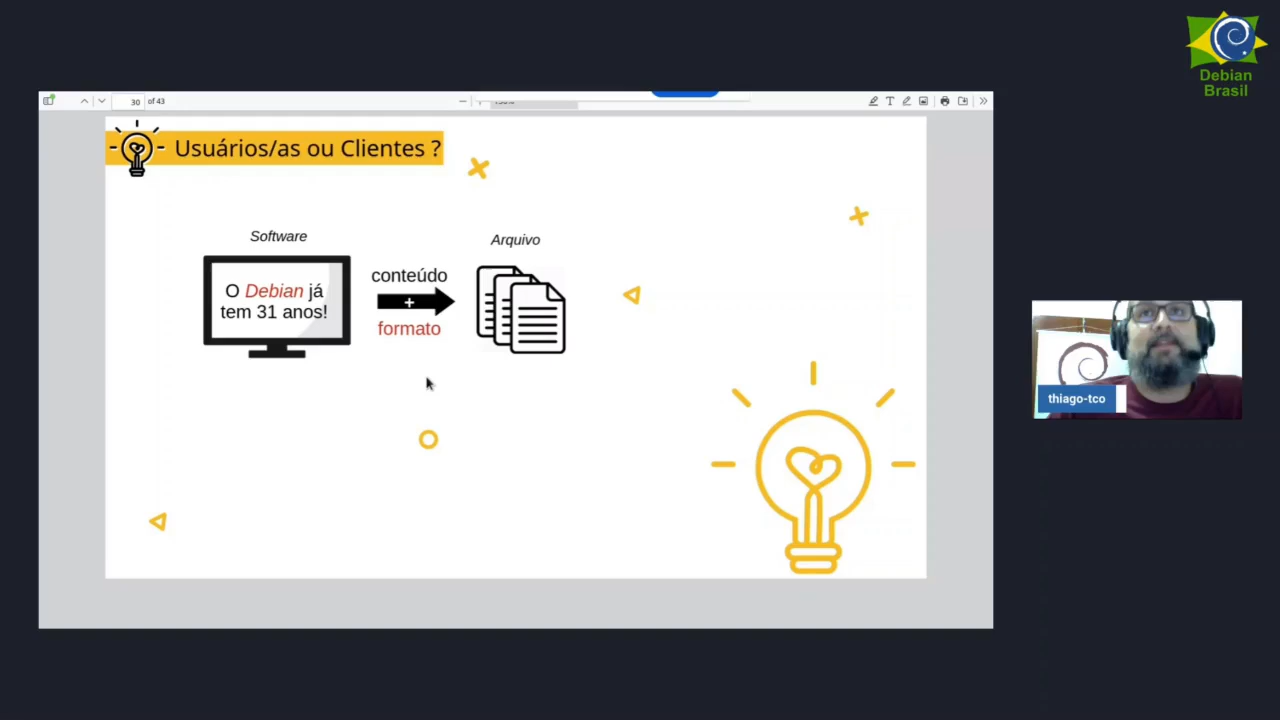 Debian
Brasil
30 of 43
Usuários/as ou Clientes ?
Software
Arquivo
O Debian já
tem 31 anos!
conteúdo
+
formato
thiago-tco